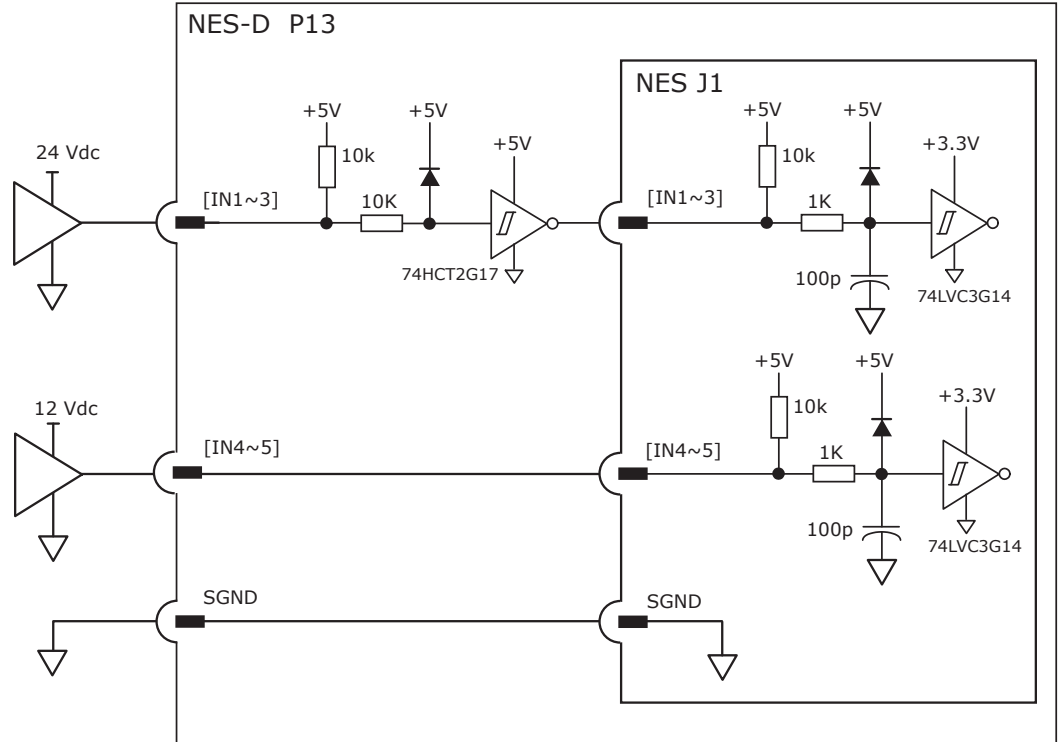 NES-D P13
NES J1
+5V
+5V
+5V
+5V
+5V
+3.3V
24 Vdc
10k
10k
[IN1~3]
10K
[IN1~3]
1K
74HCT2G17
100p
74LVC3G14
+5V
+5V
+3.3V
12 Vdc
10k
[IN4~5]
[IN4~5]
1K
100p
74LVC3G14
SGND
SGND